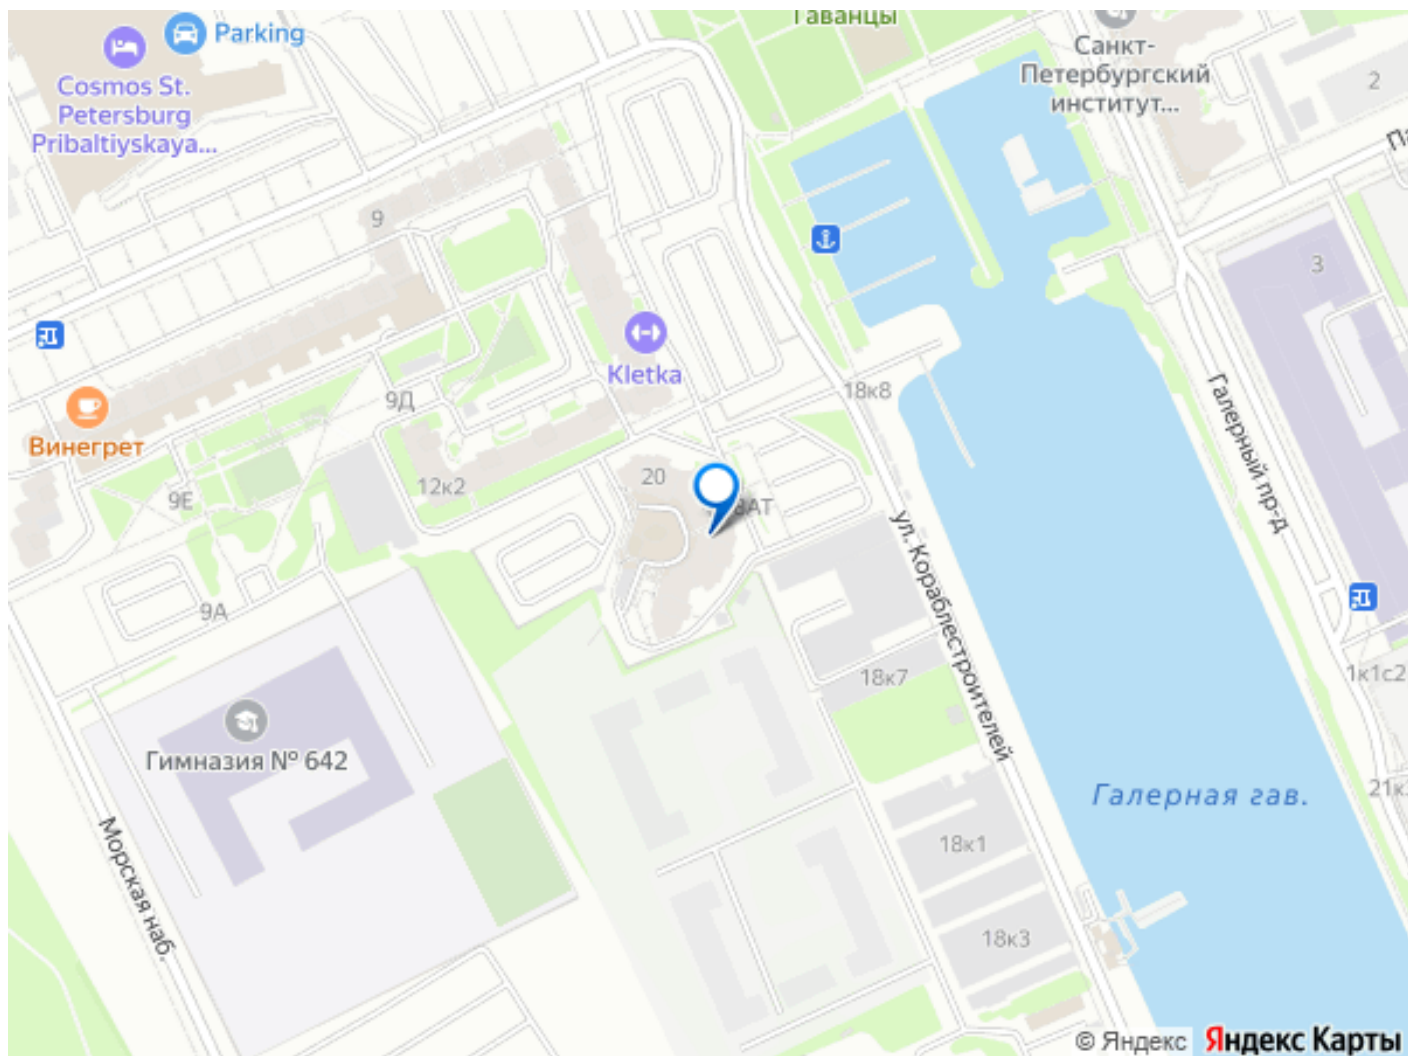 Гаванцы
Parking
Санкт-
Петербургский
институт...
Cosmos St.
Petersburg
Pribaltiyskaya...
2
9
3
Kletka
18к8
9Д
Винегрет
Галерный пр-д
20
12к2
9Е
ул. Кораблестроителей
9А
1к1с2
18к7
Гимназия № 642
Галерная гав.
Морская наб.
18к1
18к3
© Яндекс Яндекс Карты